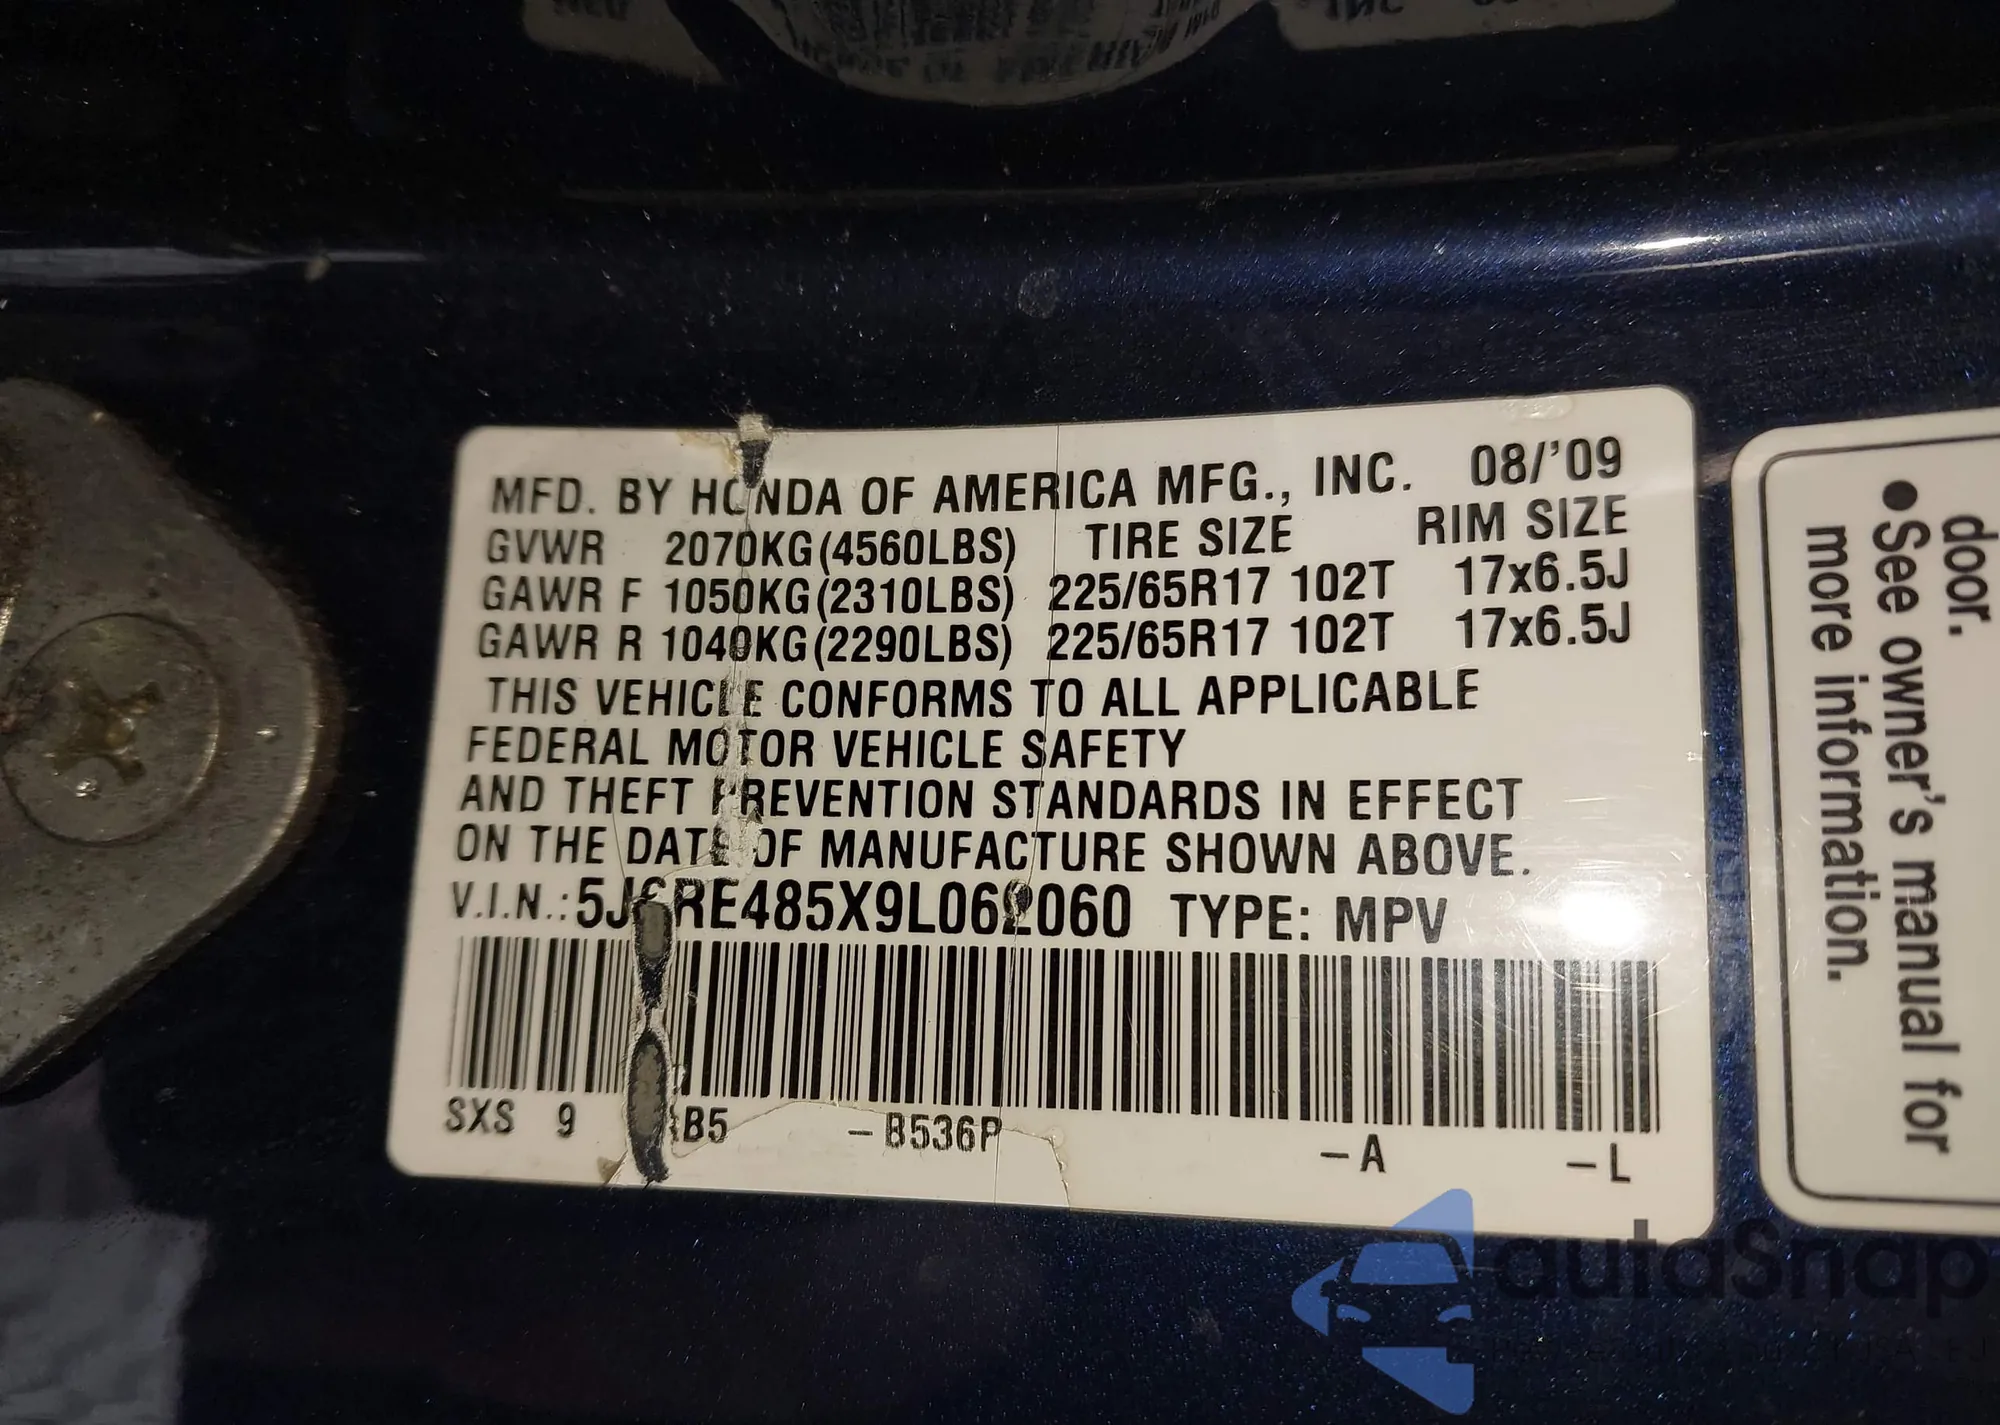 MFD. BY HONDA OF AMERICA MFG., INC. 08/'09
GVWR 2070KG(4560LBS) TIRE SIZE RIM SIZE
GAWR F 1050KG(2310LBS) 225/65R17 102T 17x6.5J
GAWR R 1040KG(2290LBS) 225/65R17 102T 17x6.5J
THIS VEHICLE CONFORMS TO ALL APPLICABLE
FEDERAL MOTOR VEHICLE SAFETY
AND THEFT PREVENTION STANDARDS IN EFFECT
ON THE DATE OF MANUFACTURE SHOWN ABOVE.
V.I.N.:5J6RE485X9L062060 TYPE: MPV
SXS 9 B5 -B536P -A -L
door.
●See owner's manual for
more information.
autaSnap